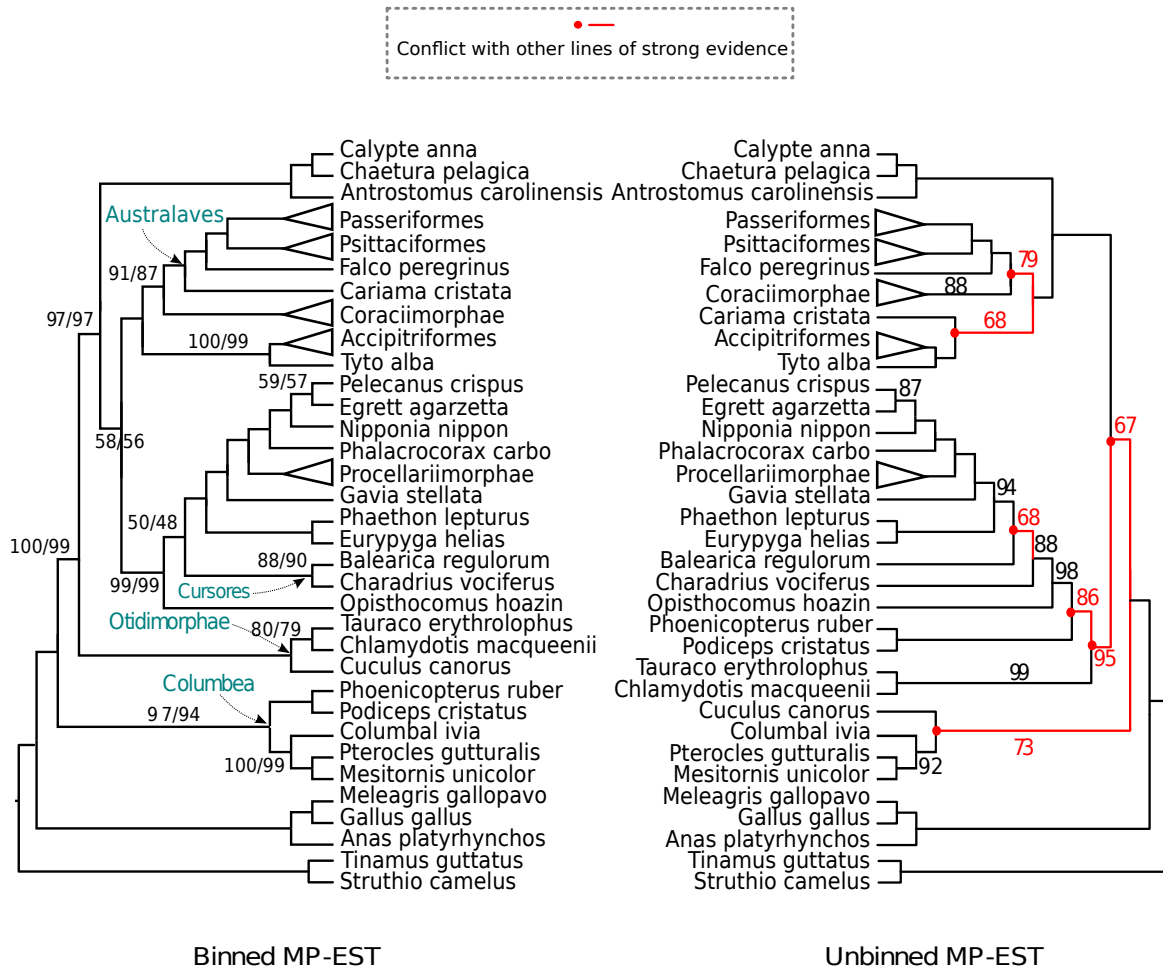 Conflict with other lines of strong evidence
Calypte anna
Chaetura pelagica
Antrostomus carolinensis
Australaves
Passeriformes
Psittaciformes
91/87
Falco peregrinus
Cariama cristata
97/97
Coraciimorphae
100/99
Accipitriformes
Tyto alba
59/57
Pelecanus crispus
Egrett agarzetta
Nipponia nippon
58/56
Phalacrocorax carbo
Procellariimorphae
Gavia stellata
50/48
Phaethon lepturus
Eurypyga helias
100/99
88/90
Balearica regulorum
99/99
Cursores
Charadrius vociferus
Opisthocomus hoazin
Otidimorphae
80/79
Tauraco erythrolophus
Chlamydotis macqueenii
Cuculus canorus
Columbea
Phoenicopterus ruber
97/94
Podiceps cristatus
Columbal ivia
Pterocles gutturalis
100/99
Mesitornis unicolor
Meleagris gallopavo
Gallus gallus
Anas platyrhynchos
Tinamus guttatus
Struthio camelus
Binned MP-EST
Calypte anna
Chaetura pelagica
Antrostomus carolinensis
Passeriformes
Psittaciformes
79
Falco peregrinus
88
Coraciimorphae
Cariama cristata
68
Accipitriformes
Tyto alba
Pelecanus crispus
87
Egrett agarzetta
Nipponia nippon
67
Phalacrocorax carbo
Procellariimorphae
Gavia stellata
94
Phaethon lepturus
68
Eurypyga helias
88
Balearica regulorum
98
Charadrius vociferus
Opisthocomus hoazin
86
Phoenicopterus ruber
Podiceps cristatus
95
Tauraco erythrolophus
99
Chlamydotis macqueenii
Cuculus canorus
Columbal ivia
73
Pterocles gutturalis
92
Mesitornis unicolor
Meleagris gallopavo
Gallus gallus
Anas platyrhynchos
Tinamus guttatus
Struthio camelus
Unbinned MP-EST